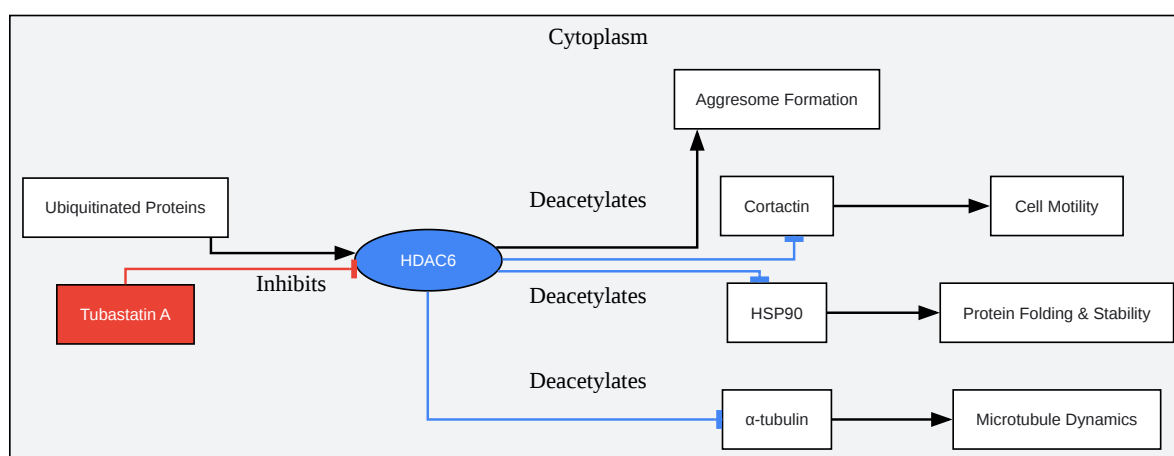 Cytoplasm
Aggresome Formation
Ubiquitinated Proteins
Deacetylates
Cortactin
Cell Motility
HDAC6
Inhibits
Tubastatin A
Deacetylates
HSP90
Protein Folding & Stability
Deacetylates
α-tubulin
Microtubule Dynamics